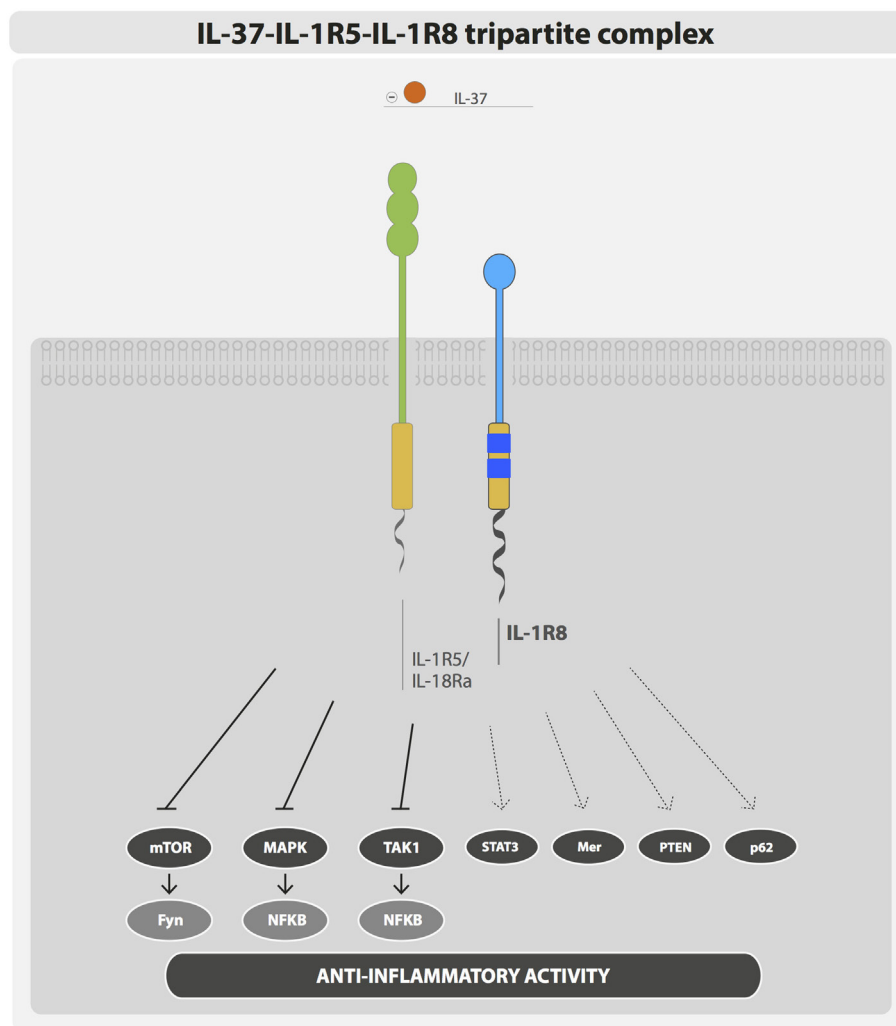 IL-37-IL-1R5-IL-1R8 tripartite complex
IL-37
IL-1R8
IL-1R5/
IL-18Ra
mTOR
MAPK
TAK1
STAT3
Mer
PTEN
p62
Fyn
NFKB
NFKB
ANTI-INFLAMMATORY ACTIVITY